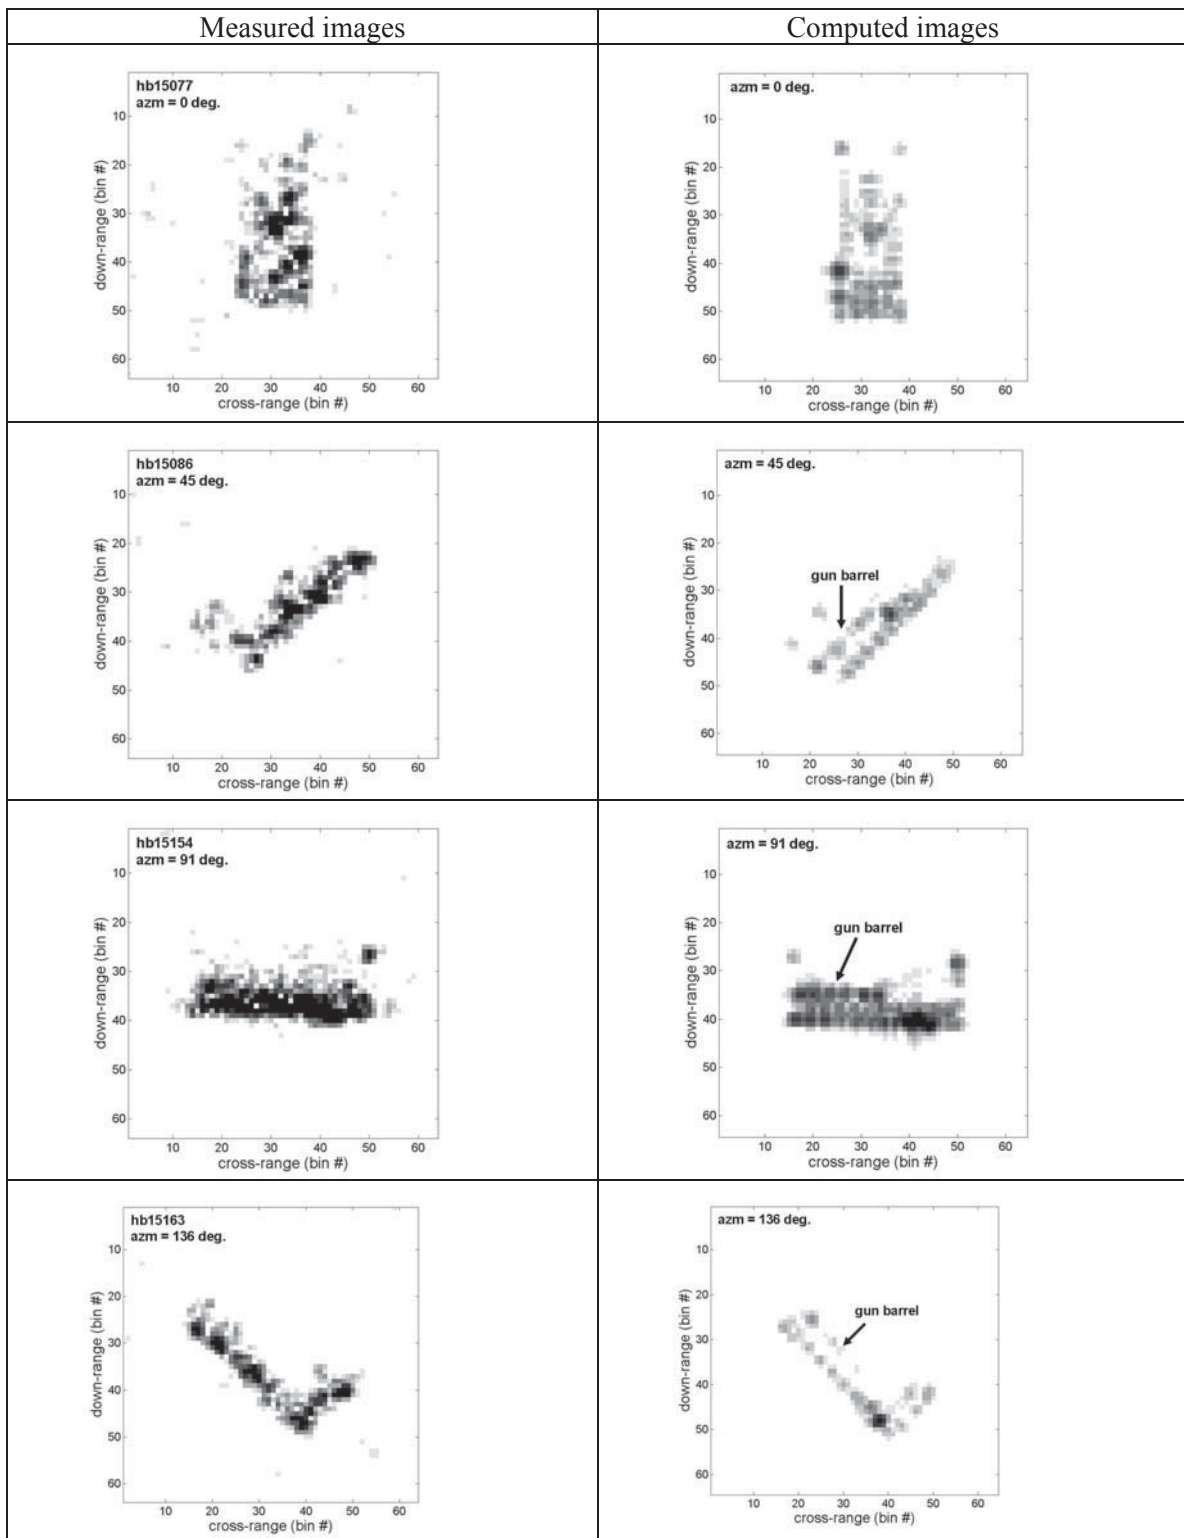 Measured images
Computed images
hb15077
azm = 0 deg.
10
20
30
40
50
60
down-range (bin #)
10 20 30 40 50 60
cross-range (bin #)
azm = 0 deg.
10
20
30
40
50
60
down-range (bin #)
10 20 30 40 50 60
cross-range (bin #)
hb15086
azm = 45 deg.
10
20
30
40
50
60
down-range (bin #)
10 20 30 40 50 60
cross-range (bin #)
azm = 45 deg.
gun barrel
10
20
30
40
50
60
down-range (bin #)
10 20 30 40 50 60
cross-range (bin #)
hb15154
azm = 91 deg.
10
20
30
40
50
60
down-range (bin #)
10 20 30 40 50 60
cross-range (bin #)
azm = 91 deg.
gun barrel
10
20
30
40
50
60
down-range (bin #)
10 20 30 40 50 60
cross-range (bin #)
hb15163
azm = 136 deg.
10
20
30
40
50
60
down-range (bin #)
10 20 30 40 50 60
cross-range (bin #)
azm = 136 deg.
gun barrel
10
20
30
40
50
60
down-range (bin #)
10 20 30 40 50 60
cross-range (bin #)